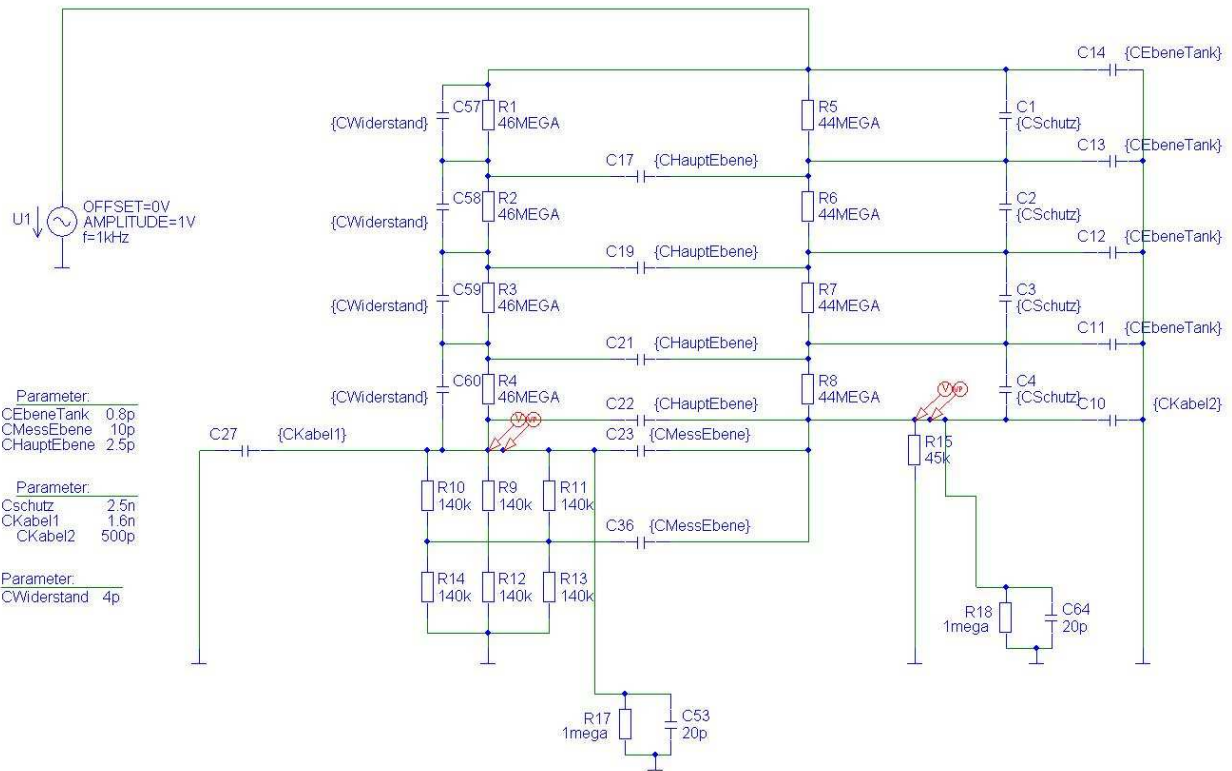 C14 {CEbeneTank}
C57 R1
46MEGA
{CWiderstand}
R5
44MEGA
C1
{CSchutz}
C13 {CEbeneTank}
C17 {CHauptEbene}
U1
OFFSET=0V
AMPLITUDE=1V
f=1kHz
C58 R2
46MEGA
{CWiderstand}
R6
44MEGA
C2
{CSchutz}
C12 {CEbeneTank}
C19 {CHauptEbene}
C59 R3
46MEGA
{CWiderstand}
R7
44MEGA
C3
{CSchutz}
C11 {CEbeneTank}
C21 {CHauptEbene}
C60 R4
46MEGA
{CWiderstand}
R8
44MEGA
C4
{CSchutz}
C10 {CKabel2}
C22 {CHauptEbene}
V
V
Parameter:
CEbeneTank 0.8p
CMessEbene 10p
CHauptEbene 2.5p
C27 {CKabel1}
C23 {CMessEbene}
R15
45k
Parameter:
Cschutz 2.5n
CKabel1 1.6n
CKabel2 500p
R10
140k
R9
140k
R11
140k
C36 {CMessEbene}
Parameter:
CWiderstand 4p
R14
140k
R12
140k
R13
140k
R18
1mega
C64
20p
R17
1mega
C53
20p